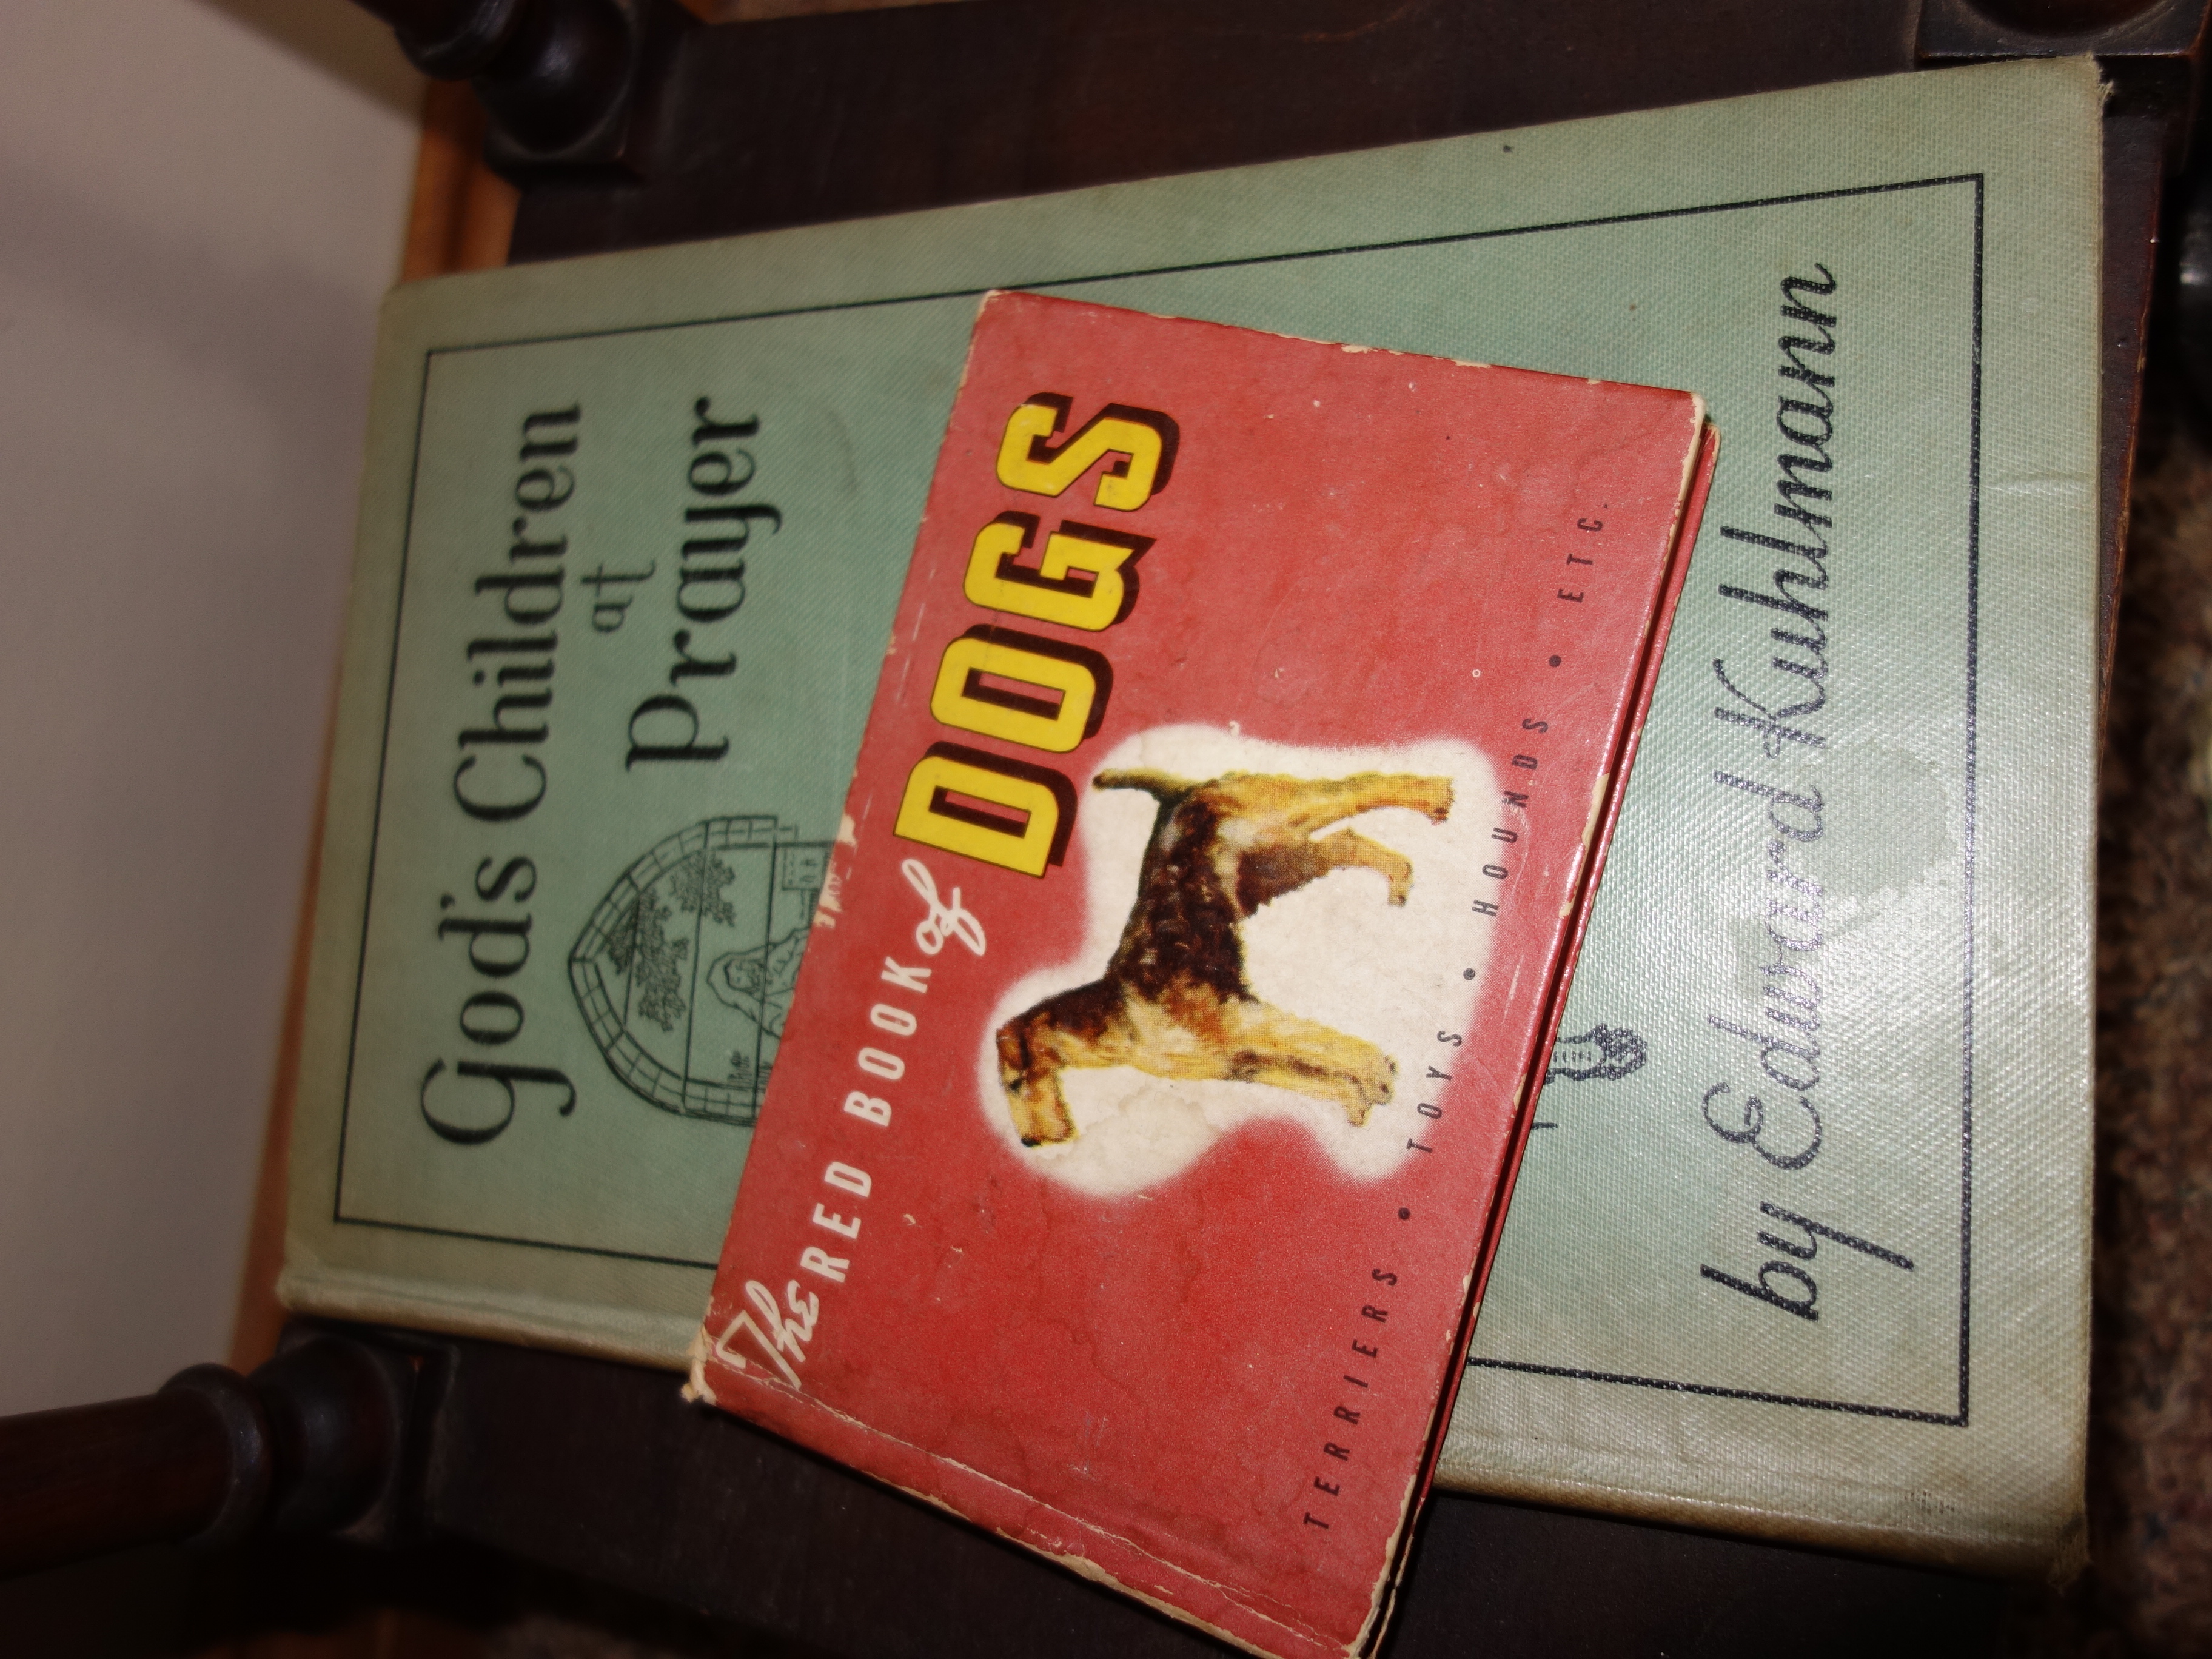 God's Children
at
Prayer
by Edward Kuhlmann
The RED BOOK of
DOGS
TERRIERS • TOYS • HOUNDS • ETC.